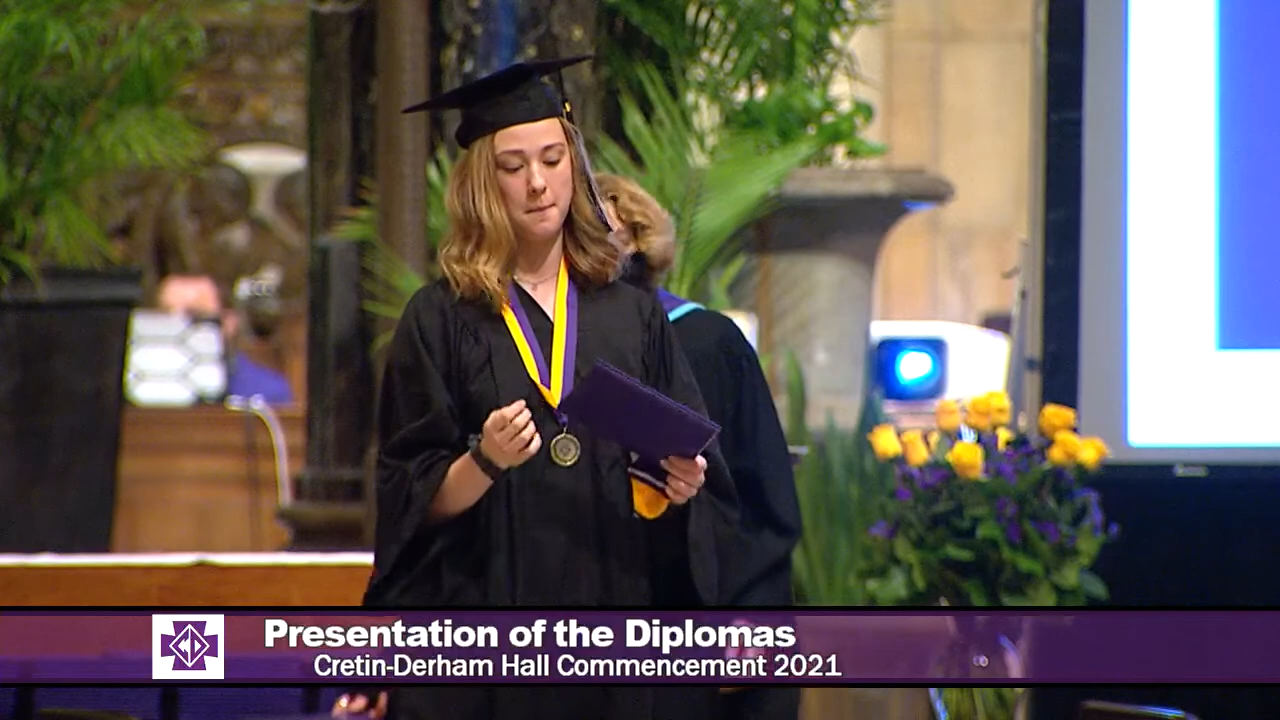 Presentation of the Diplomas
Cretin-Derham Hall Commencement 2021